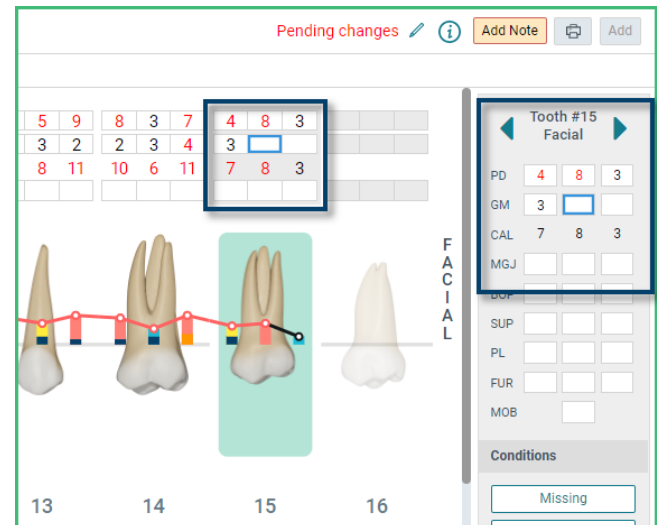 Pending changes Add Note Add
5 9 8 3 7 4 8 3
3 2 2 3 4 3
8 11 10 6 11 7 8 3
FACIAL
13 14 15 16
Tooth #15
Facial
PD 4 8 3
GM 3
CAL 7 8 3
MGJ
BOP
SUP
PL
FUR
MOB
Conditions
Missing